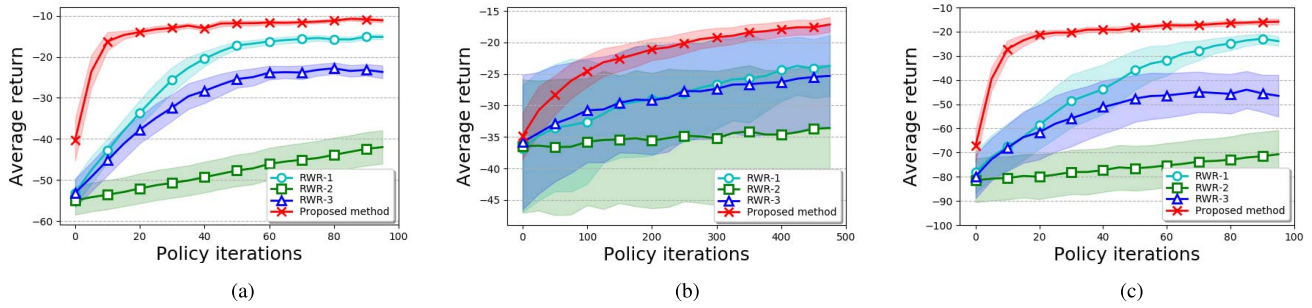 Average return
−10
−20
−30
−40
−50
−60
0
20
40
60
80
100
Policy iterations
RWR-1
RWR-2
RWR-3
Proposed method
(a)
Average return
−15
−20
−25
−30
−35
−40
−45
0
100
200
300
400
500
Policy iterations
RWR-1
RWR-2
RWR-3
Proposed method
(b)
Average return
−10
−20
−30
−40
−50
−60
−70
−80
−90
−100
0
20
40
60
80
100
Policy iterations
RWR-1
RWR-2
RWR-3
Proposed method
(c)